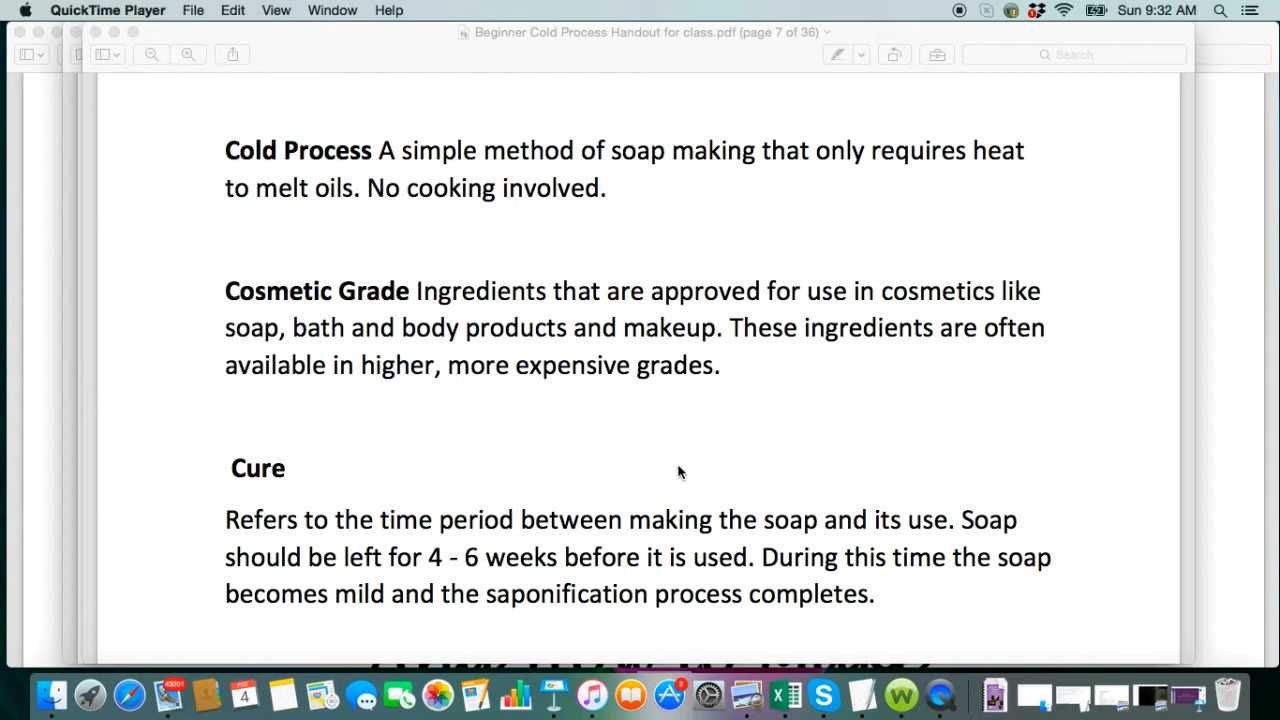 QuickTime Player File Edit View Window Help Sun 9:32 AM
Beginner Cold Process Handout for class.pdf (page 7 of 36)
Search
Cold Process A simple method of soap making that only requires heat
to melt oils. No cooking involved.
Cosmetic Grade Ingredients that are approved for use in cosmetics like
soap, bath and body products and makeup. These ingredients are often
available in higher, more expensive grades.
Cure
Refers to the time period between making the soap and its use. Soap
should be left for 4 - 6 weeks before it is used. During this time the soap
becomes mild and the saponification process completes.
43201
FEB
4
3